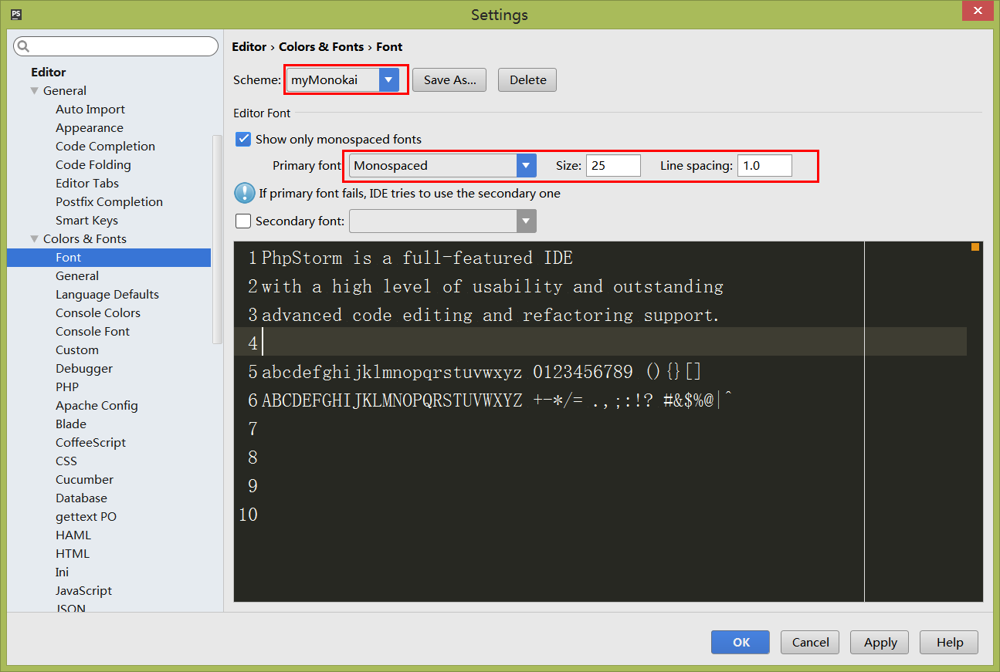 PS
Settings
Editor › Colors & Fonts › Font
Scheme: myMonokai Save As... Delete
Editor Font
Show only monospaced fonts
Primary font Monospaced Size: 25 Line spacing: 1.0
If primary font fails, IDE tries to use the secondary one
Secondary font:
1 PhpStorm is a full-featured IDE
2 with a high level of usability and outstanding
3 advanced code editing and refactoring support.
4
5 abcdefghijklmnopqrstuvwxyz 0123456789 (){}[]
6 ABCDEFGHIJKLMNOPQRSTUVWXYZ +-*/= .,;:!? #&$%@|^
7
8
9
10
Editor
General
Auto Import
Appearance
Code Completion
Code Folding
Editor Tabs
Postfix Completion
Smart Keys
Colors & Fonts
Font
General
Language Defaults
Console Colors
Console Font
Custom
Debugger
PHP
Apache Config
Blade
CoffeeScript
CSS
Cucumber
Database
gettext PO
HAML
HTML
Ini
JavaScript
JSON
OK Cancel Apply Help